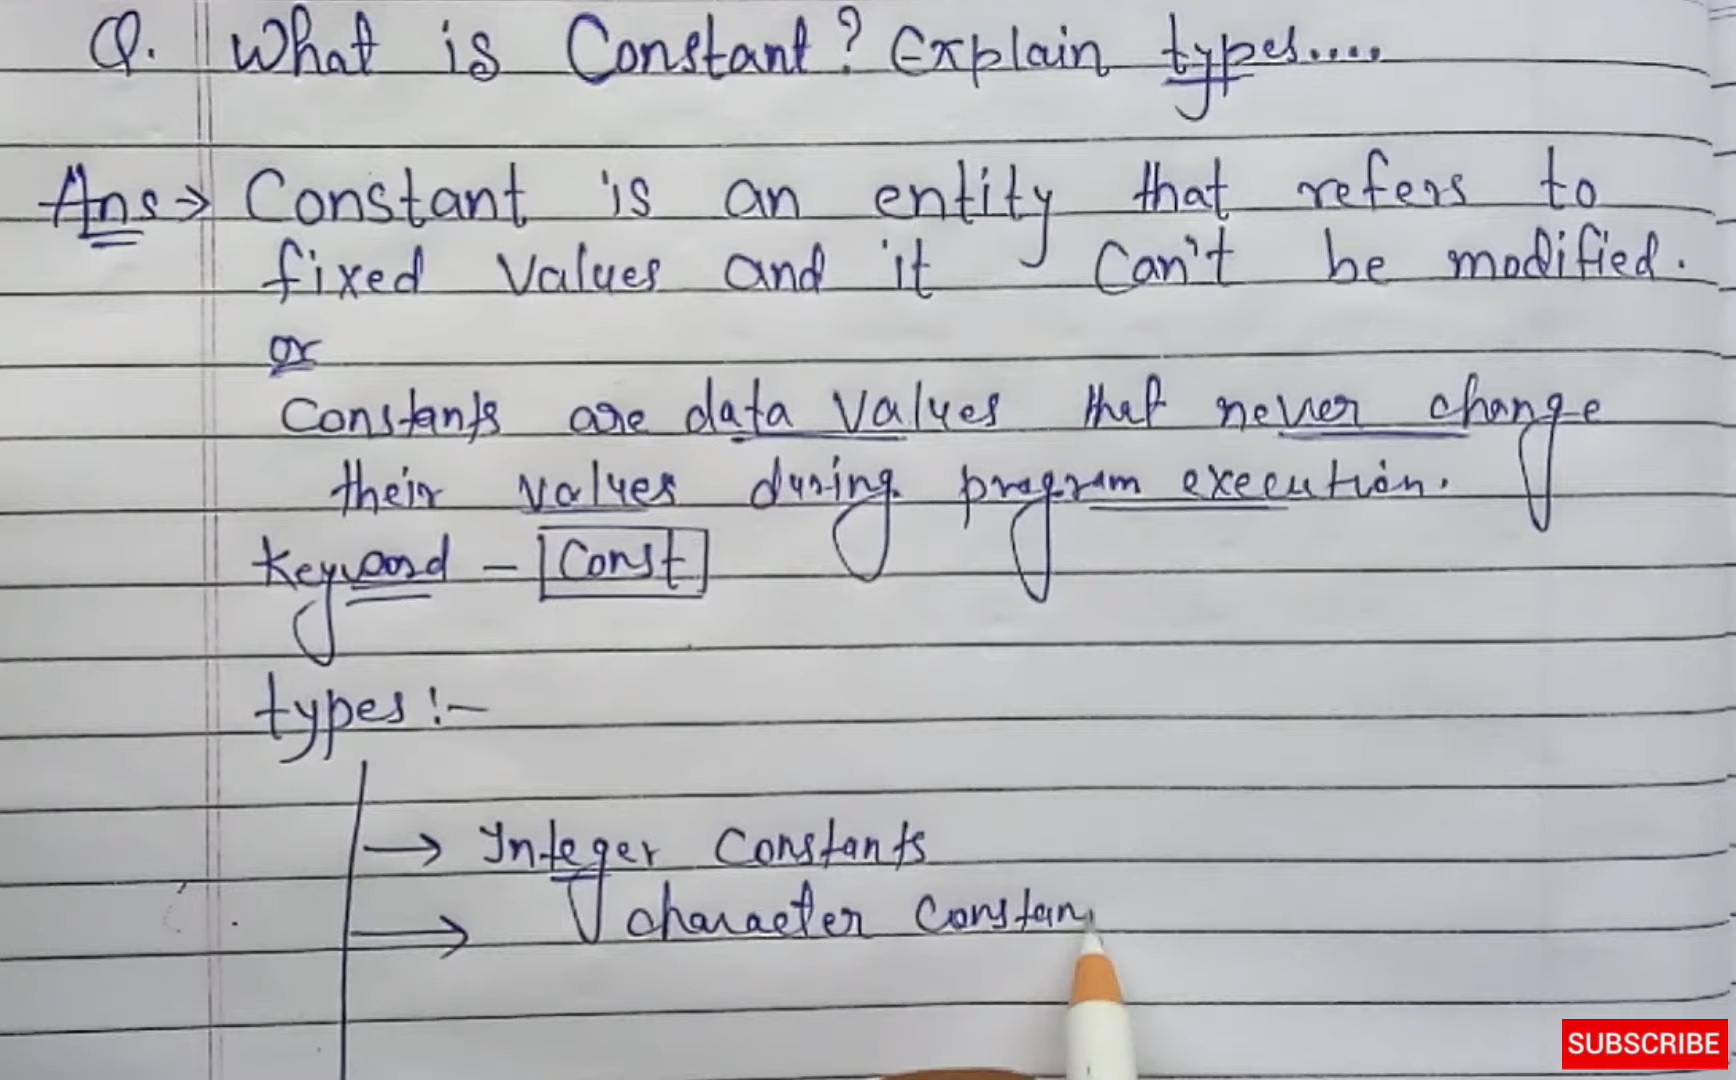 Q. What is Constant? Explain types....
Ans → Constant is an entity that refers to
fixed values and it can't be modified.
or
Constants are data values that never change
their values during program execution.
Keyword - Const
types :-
→ Integer Constants
→ character Constan
SUBSCRIBE